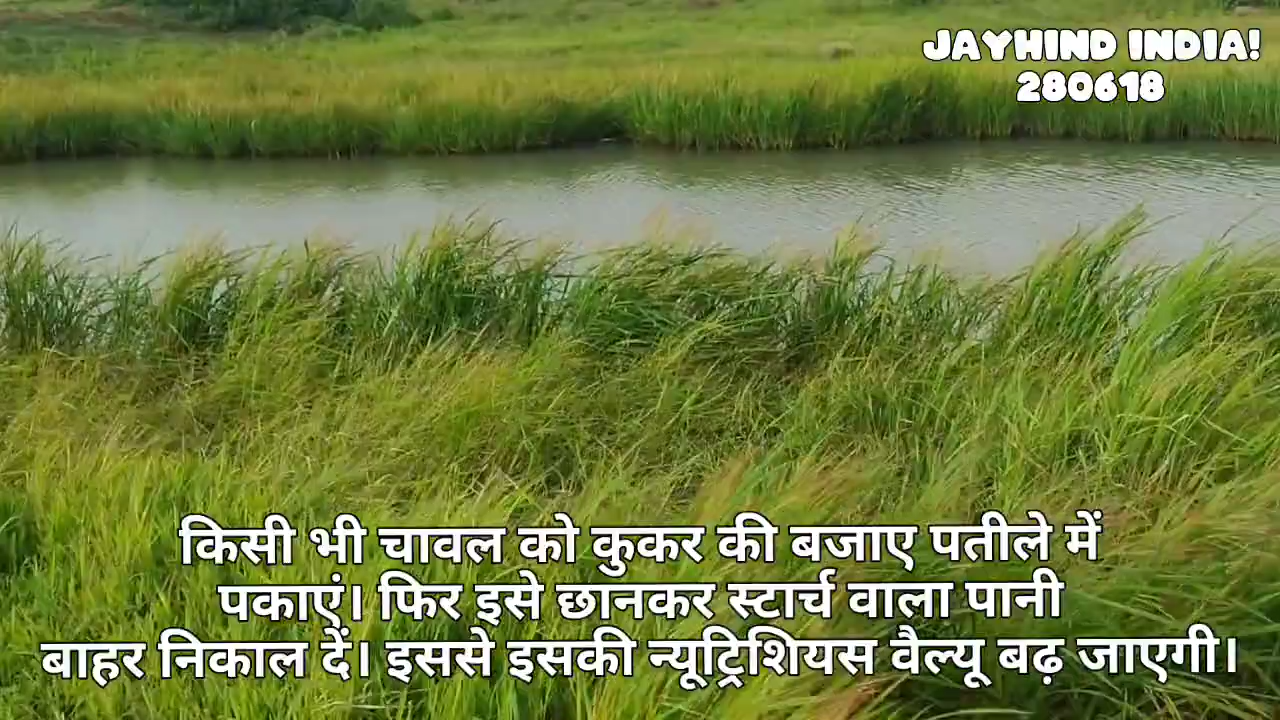 JAYHIND INDIA!
280618
किसी भी चावल को कुकर की बजाए पतीले में
पकाएं। फिर इसे छानकर स्टार्च वाला पानी
बाहर निकाल दें। इससे इसकी न्यूट्रिशियस वैल्यू बढ़ जाएगी।